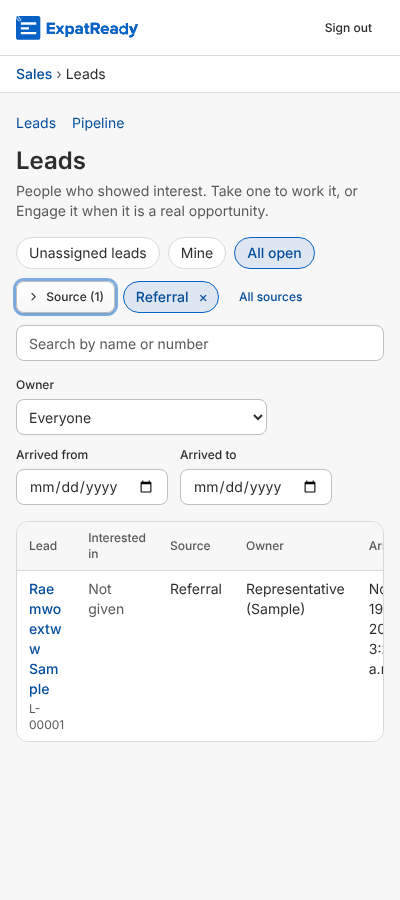 ExpatReady
Sign out
Sales › Leads
Leads Pipeline
Leads
People who showed interest. Take one to work it, or
Engage it when it is a real opportunity.
Unassigned leads Mine All open
Source (1) Referral × All sources
Search by name or number
Owner
Everyone
Arrived from Arrived to
mm/dd/yyyy mm/dd/yyyy
Lead Interested in Source Owner
Rae Not Referral Representative
mwo given (Sample)
extw
w
Sam
ple
L-
00001